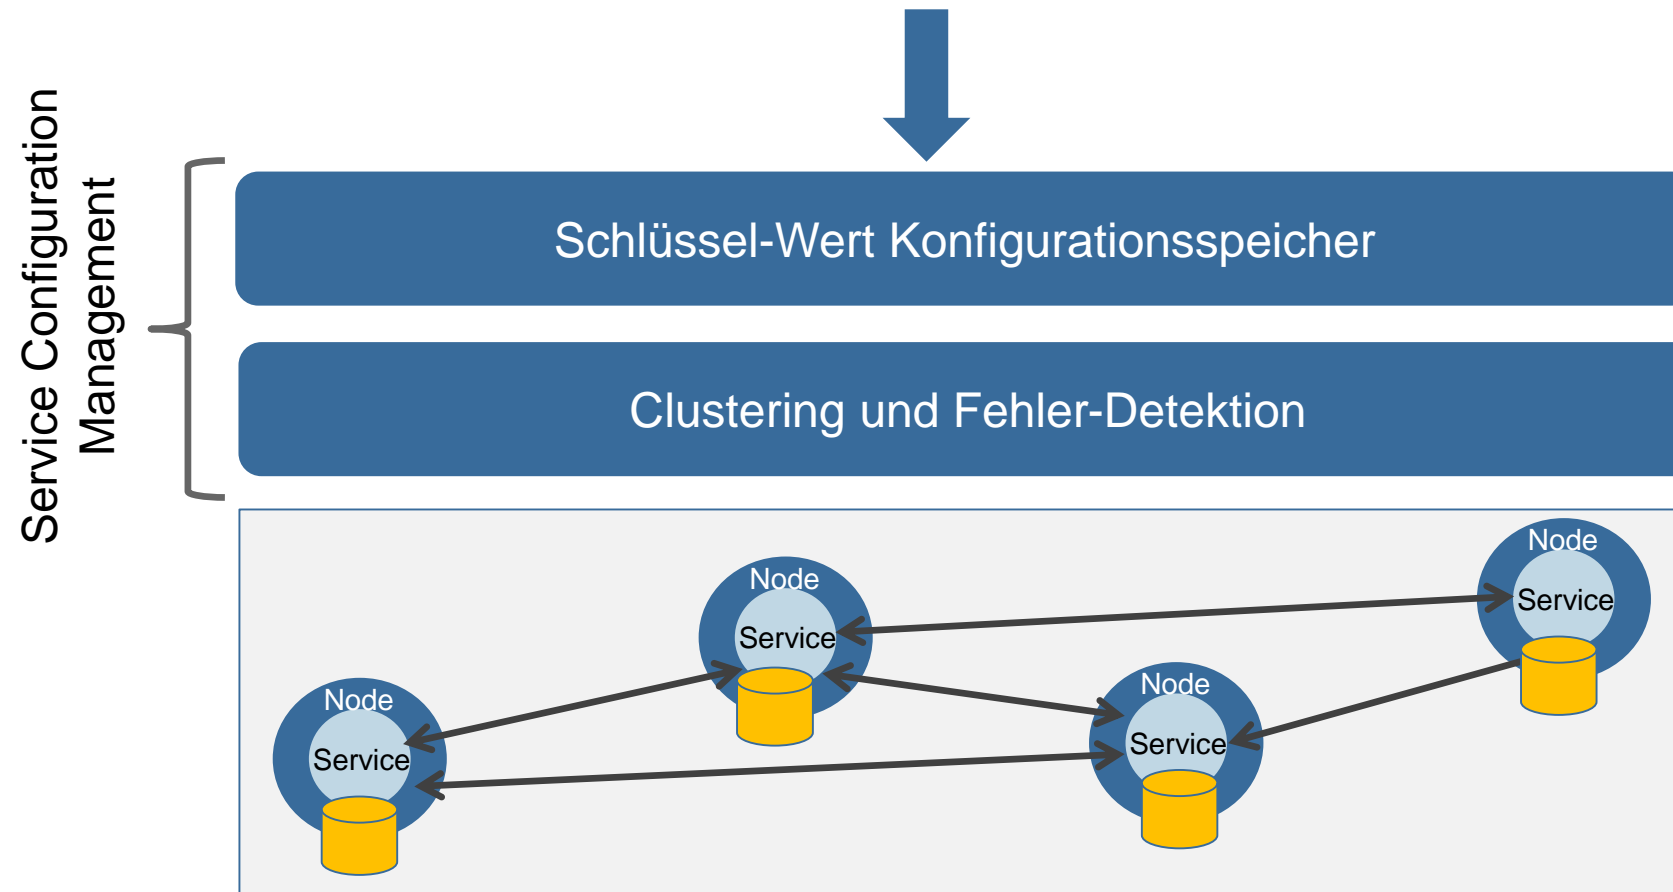 Service Configuration
Management
Schlüssel-Wert Konfigurationsspeicher
Clustering und Fehler-Detektion
Node
Service
Node
Service
Node
Service
Node
Service